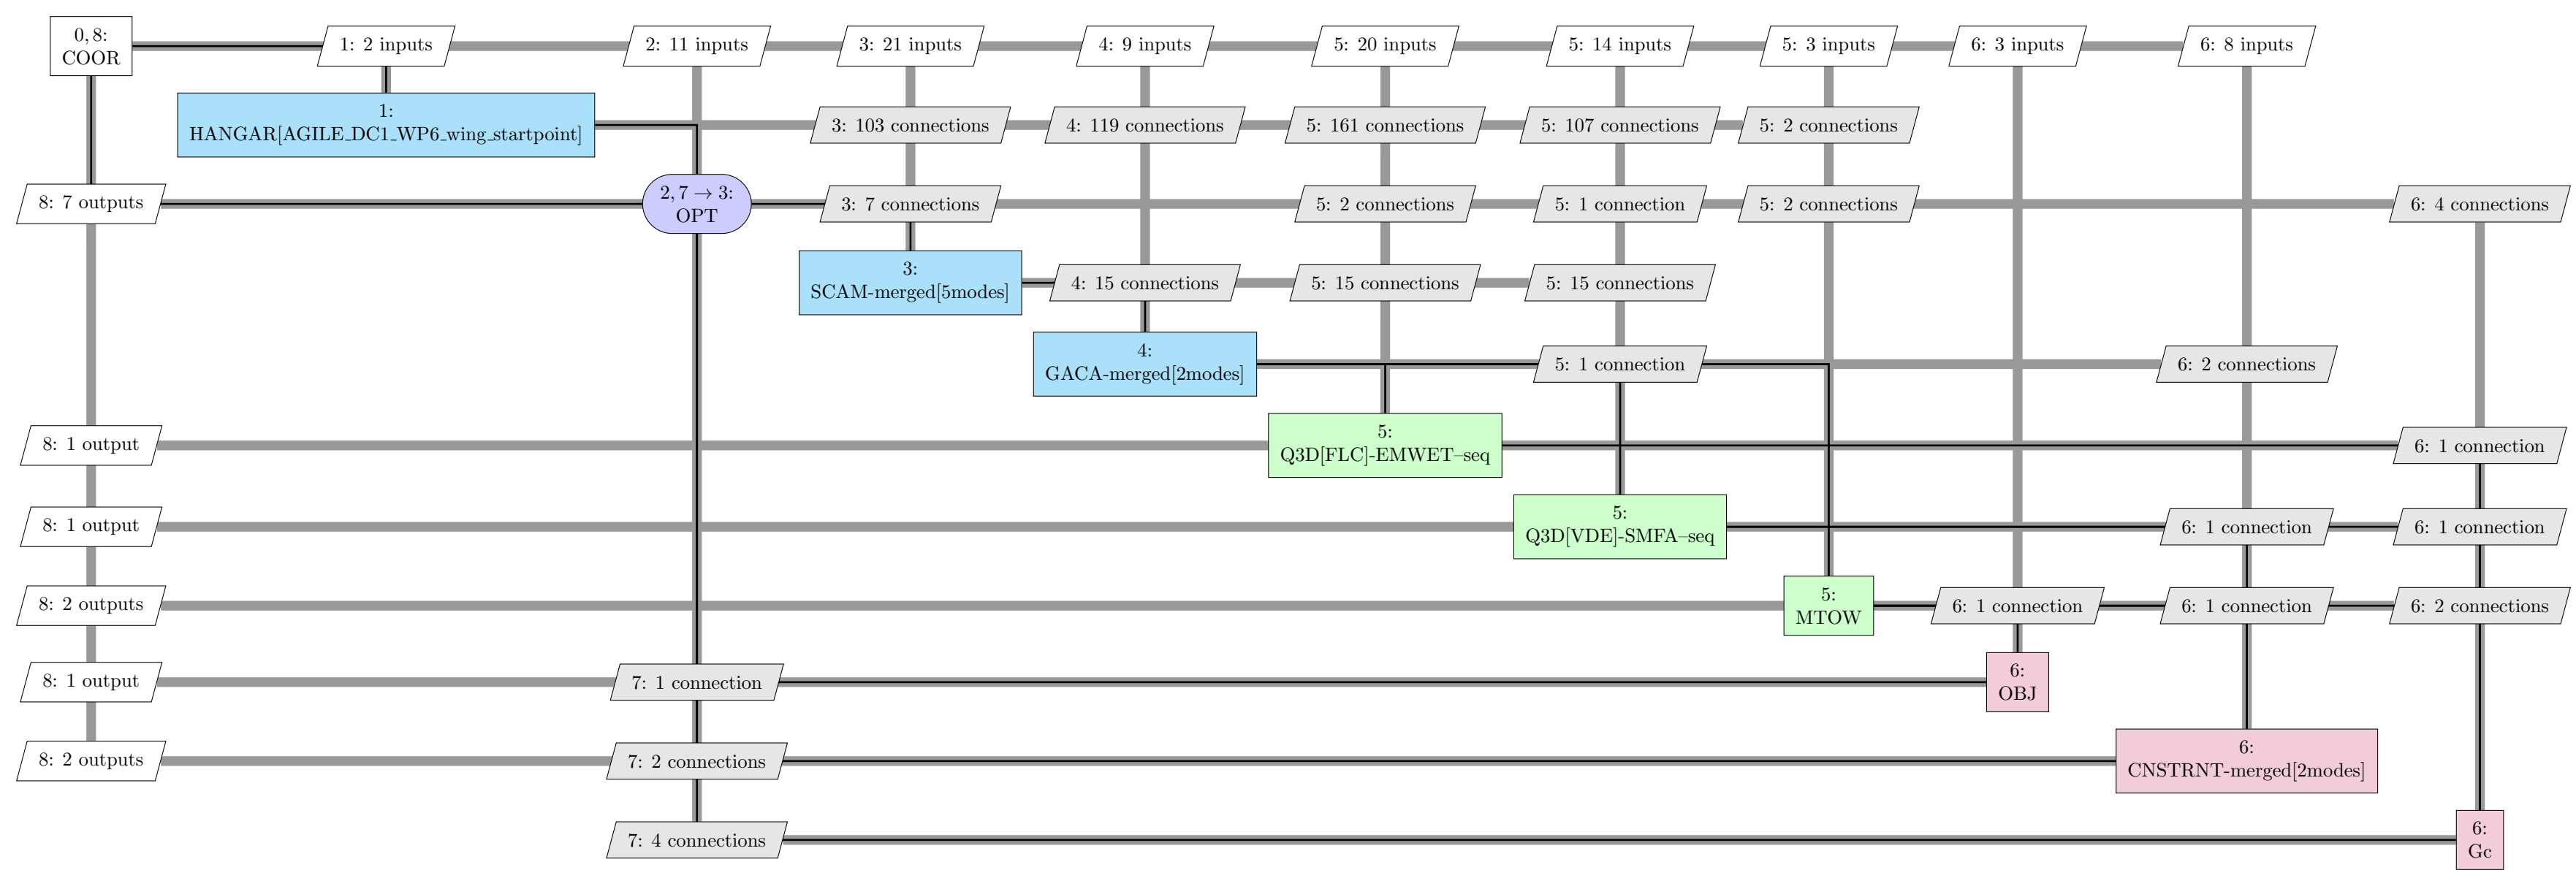 0, 8:
COOR
1: 2 inputs
2: 11 inputs
3: 21 inputs
4: 9 inputs
5: 20 inputs
5: 14 inputs
5: 3 inputs
6: 3 inputs
6: 8 inputs
1:
HANGAR[AGILE_DC1_WP6_wing_startpoint]
3: 103 connections
4: 119 connections
5: 161 connections
5: 107 connections
5: 2 connections
8: 7 outputs
2, 7 → 3:
OPT
3: 7 connections
5: 2 connections
5: 1 connection
5: 2 connections
6: 4 connections
3:
SCAM-merged[5modes]
4: 15 connections
5: 15 connections
5: 15 connections
4:
GACA-merged[2modes]
5: 1 connection
6: 2 connections
8: 1 output
5:
Q3D[FLC]-EMWET–seq
6: 1 connection
8: 1 output
5:
Q3D[VDE]-SMFA–seq
6: 1 connection
6: 1 connection
8: 2 outputs
5:
MTOW
6: 1 connection
6: 1 connection
6: 2 connections
8: 1 output
7: 1 connection
6:
OBJ
8: 2 outputs
7: 2 connections
6:
CNSTRNT-merged[2modes]
7: 4 connections
6:
Gc